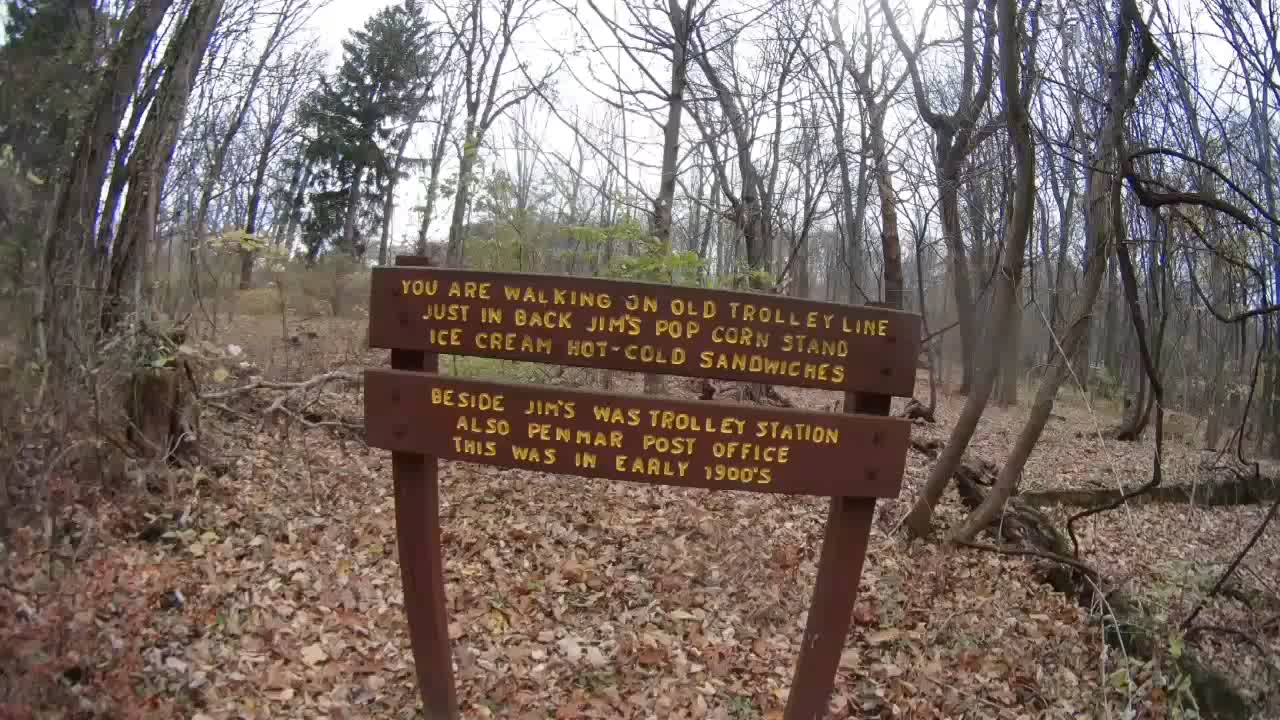 YOU ARE WALKING ON OLD TROLLEY LINE
JUST IN BACK JIM'S POP CORN STAND
ICE CREAM HOT-COLD SANDWICHES
BESIDE JIM'S WAS TROLLEY STATION
ALSO PENMAR POST OFFICE
THIS WAS IN EARLY 1900'S